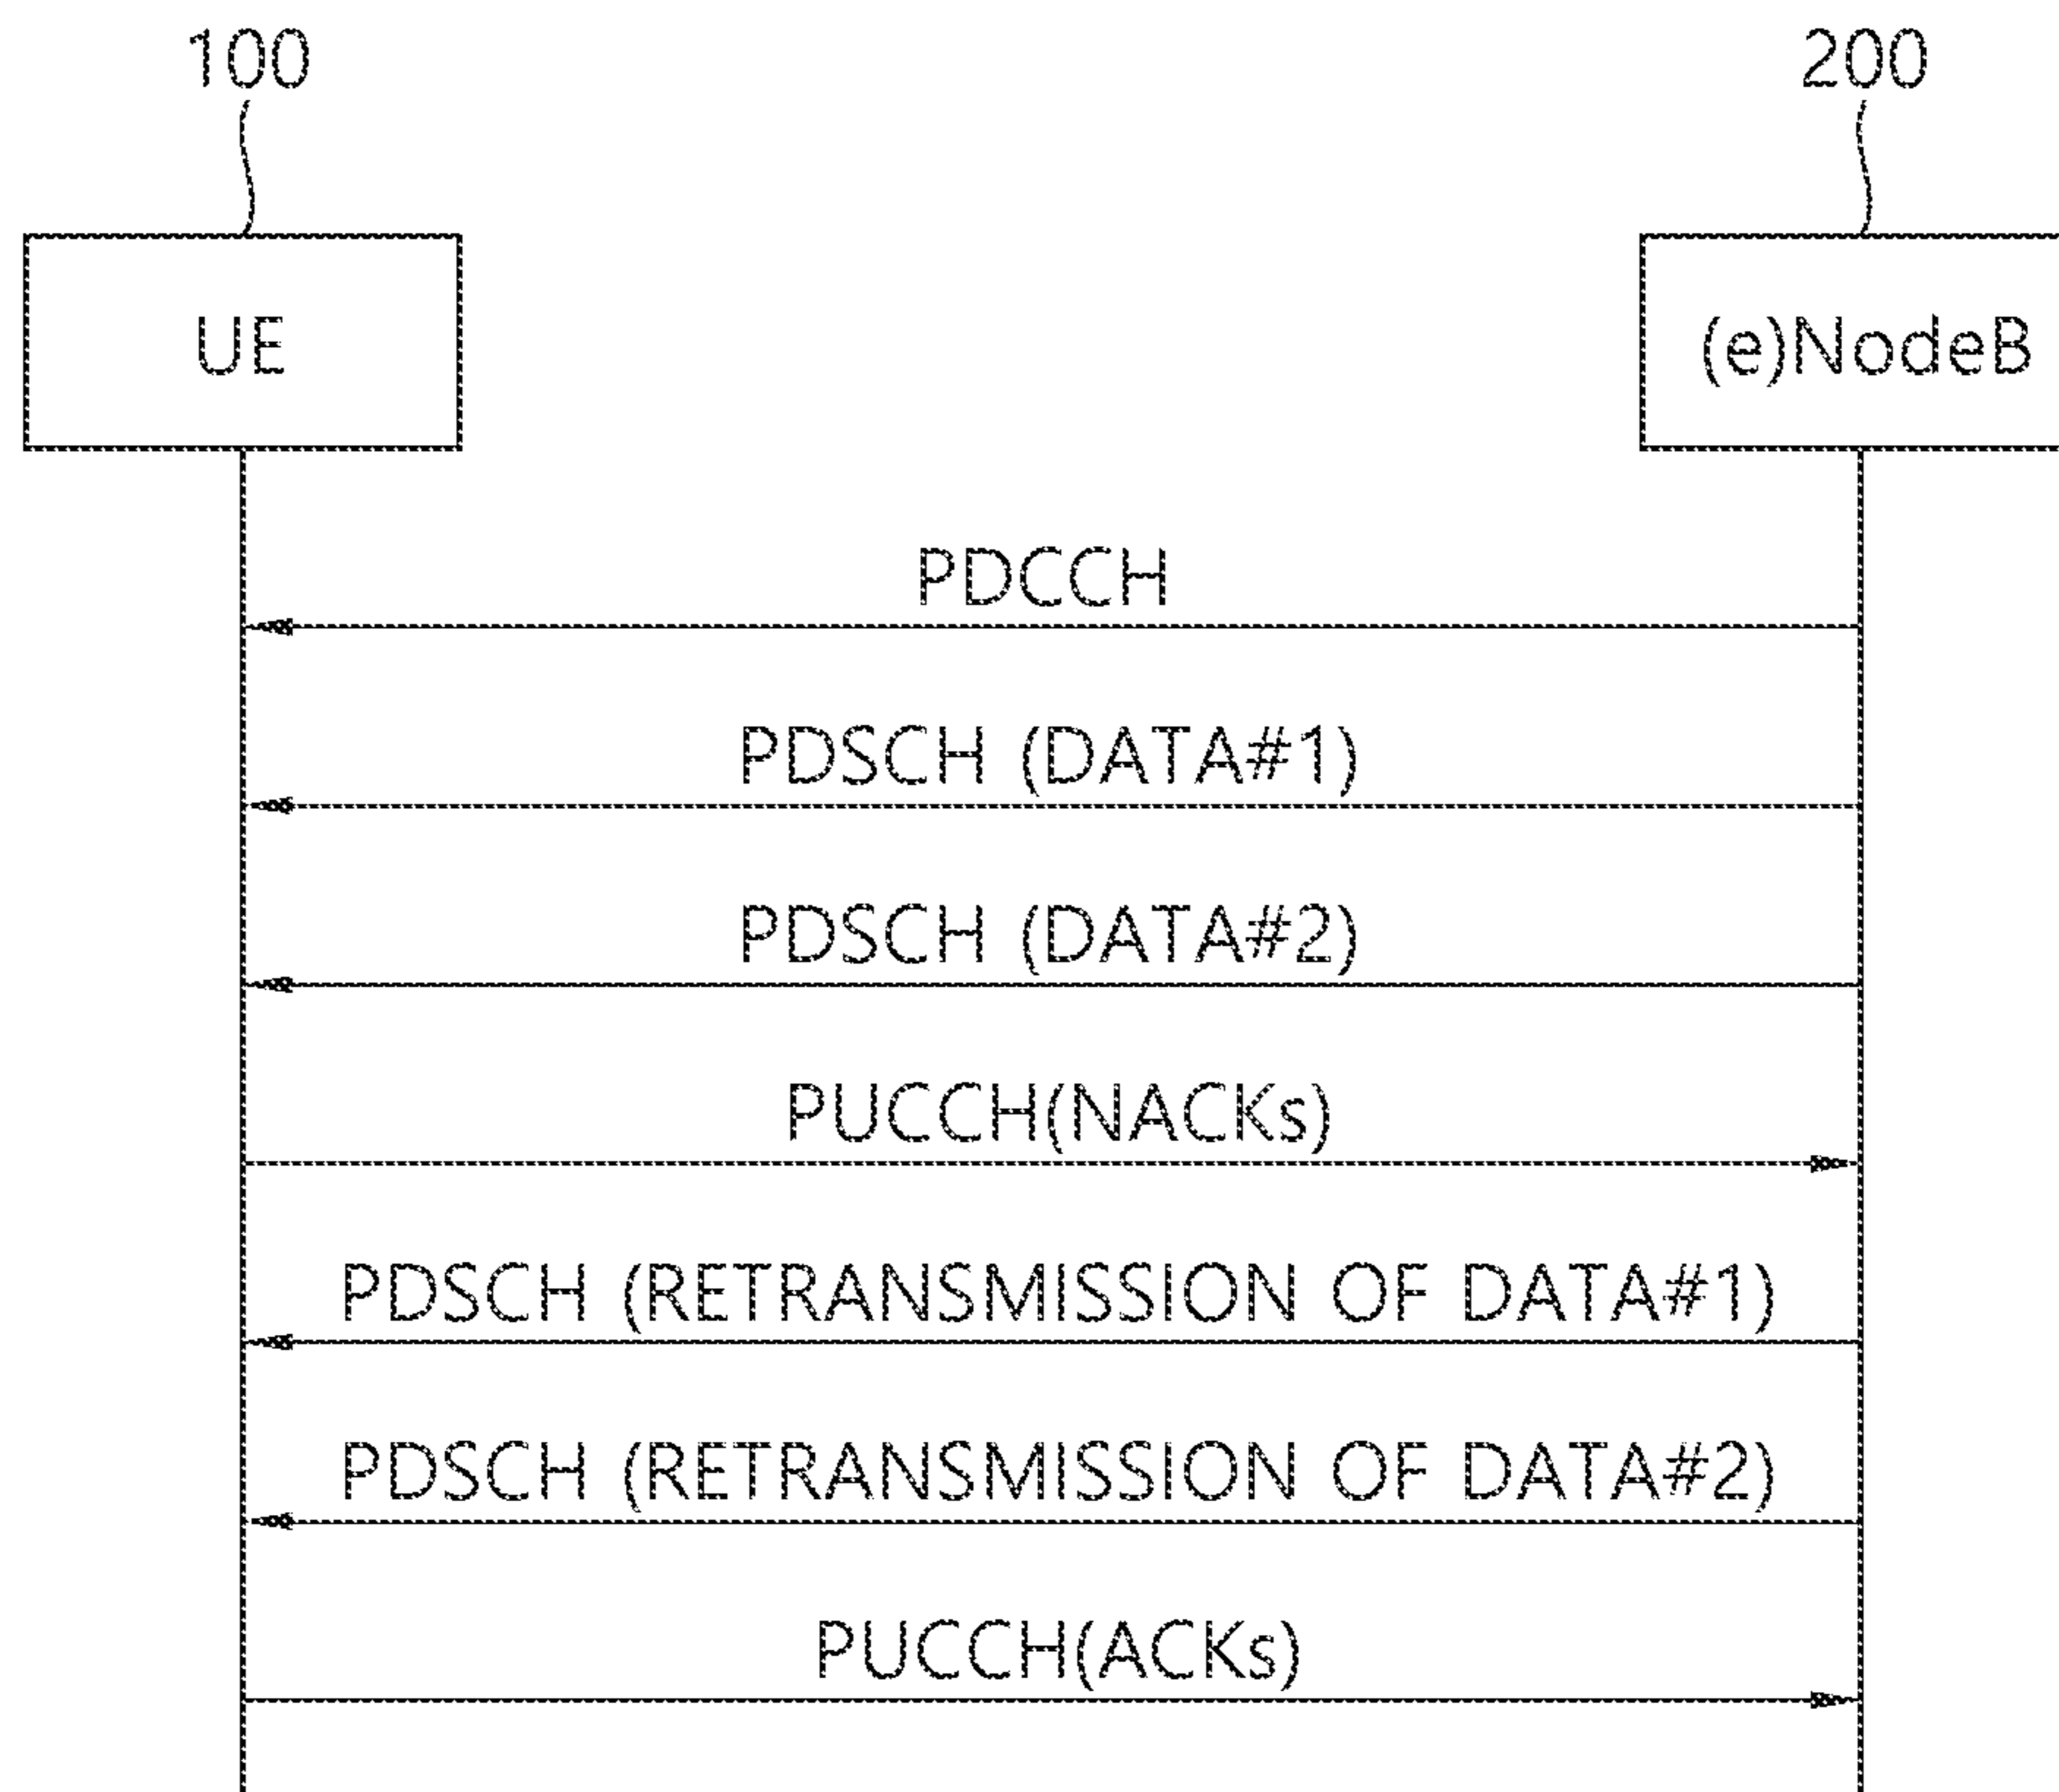 100
200
UE
(e)NodeB
PDCCH
PDSCH (DATA#1)
PDSCH (DATA#2)
PUCCH(NACKs)
PDSCH (RETRANSMISSION OF DATA#1)
PDSCH (RETRANSMISSION OF DATA#2)
PUCCH(ACKs)